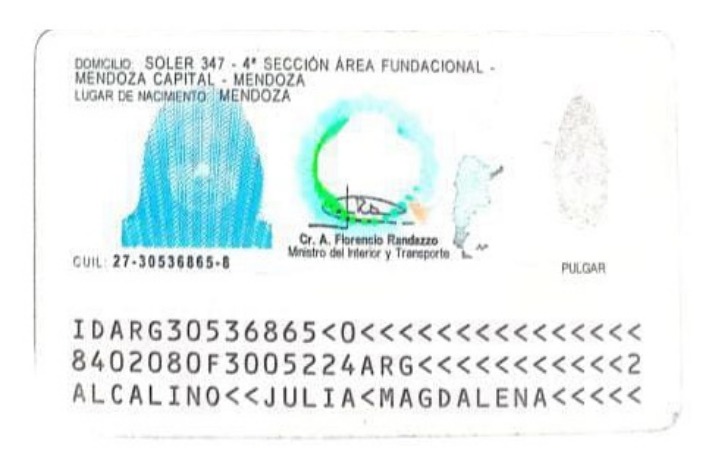 DOMICILIO: SOLER 347 - 4ª SECCIÓN ÁREA FUNDACIONAL -
MENDOZA CAPITAL - MENDOZA
LUGAR DE NACIMIENTO: MENDOZA
Cr. A. Florencio Randazzo
Ministro del Interior y Transporte
CUIL: 27-30536865-8
PULGAR
IDARG30536865<0<<<<<<<<<<<<<<<
8402080F3005224ARG<<<<<<<<<<<2
ALCALINO<<JULIA<MAGDALENA<<<<<